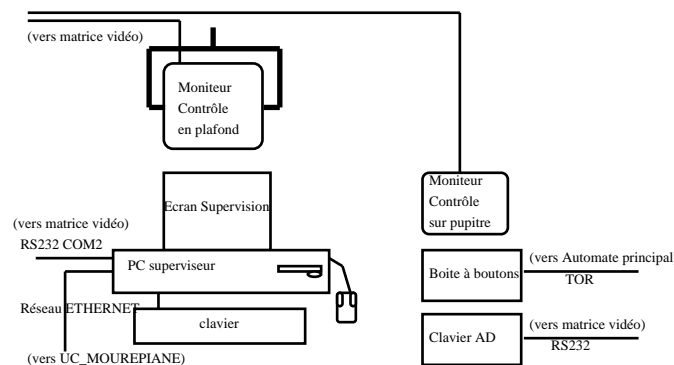 (vers matrice vidéo)
Moniteur
Contrôle
en plafond
Ecran Supervision
Moniteur
Contrôle
sur pupitre
(vers matrice vidéo)
RS232 COM2
PC superviseur
Boite à boutons
(vers Automate principal
TOR
Réseau ETHERNET
clavier
Clavier AD
(vers matrice vidéo)
RS232
(vers UC_MOUREPIANE)